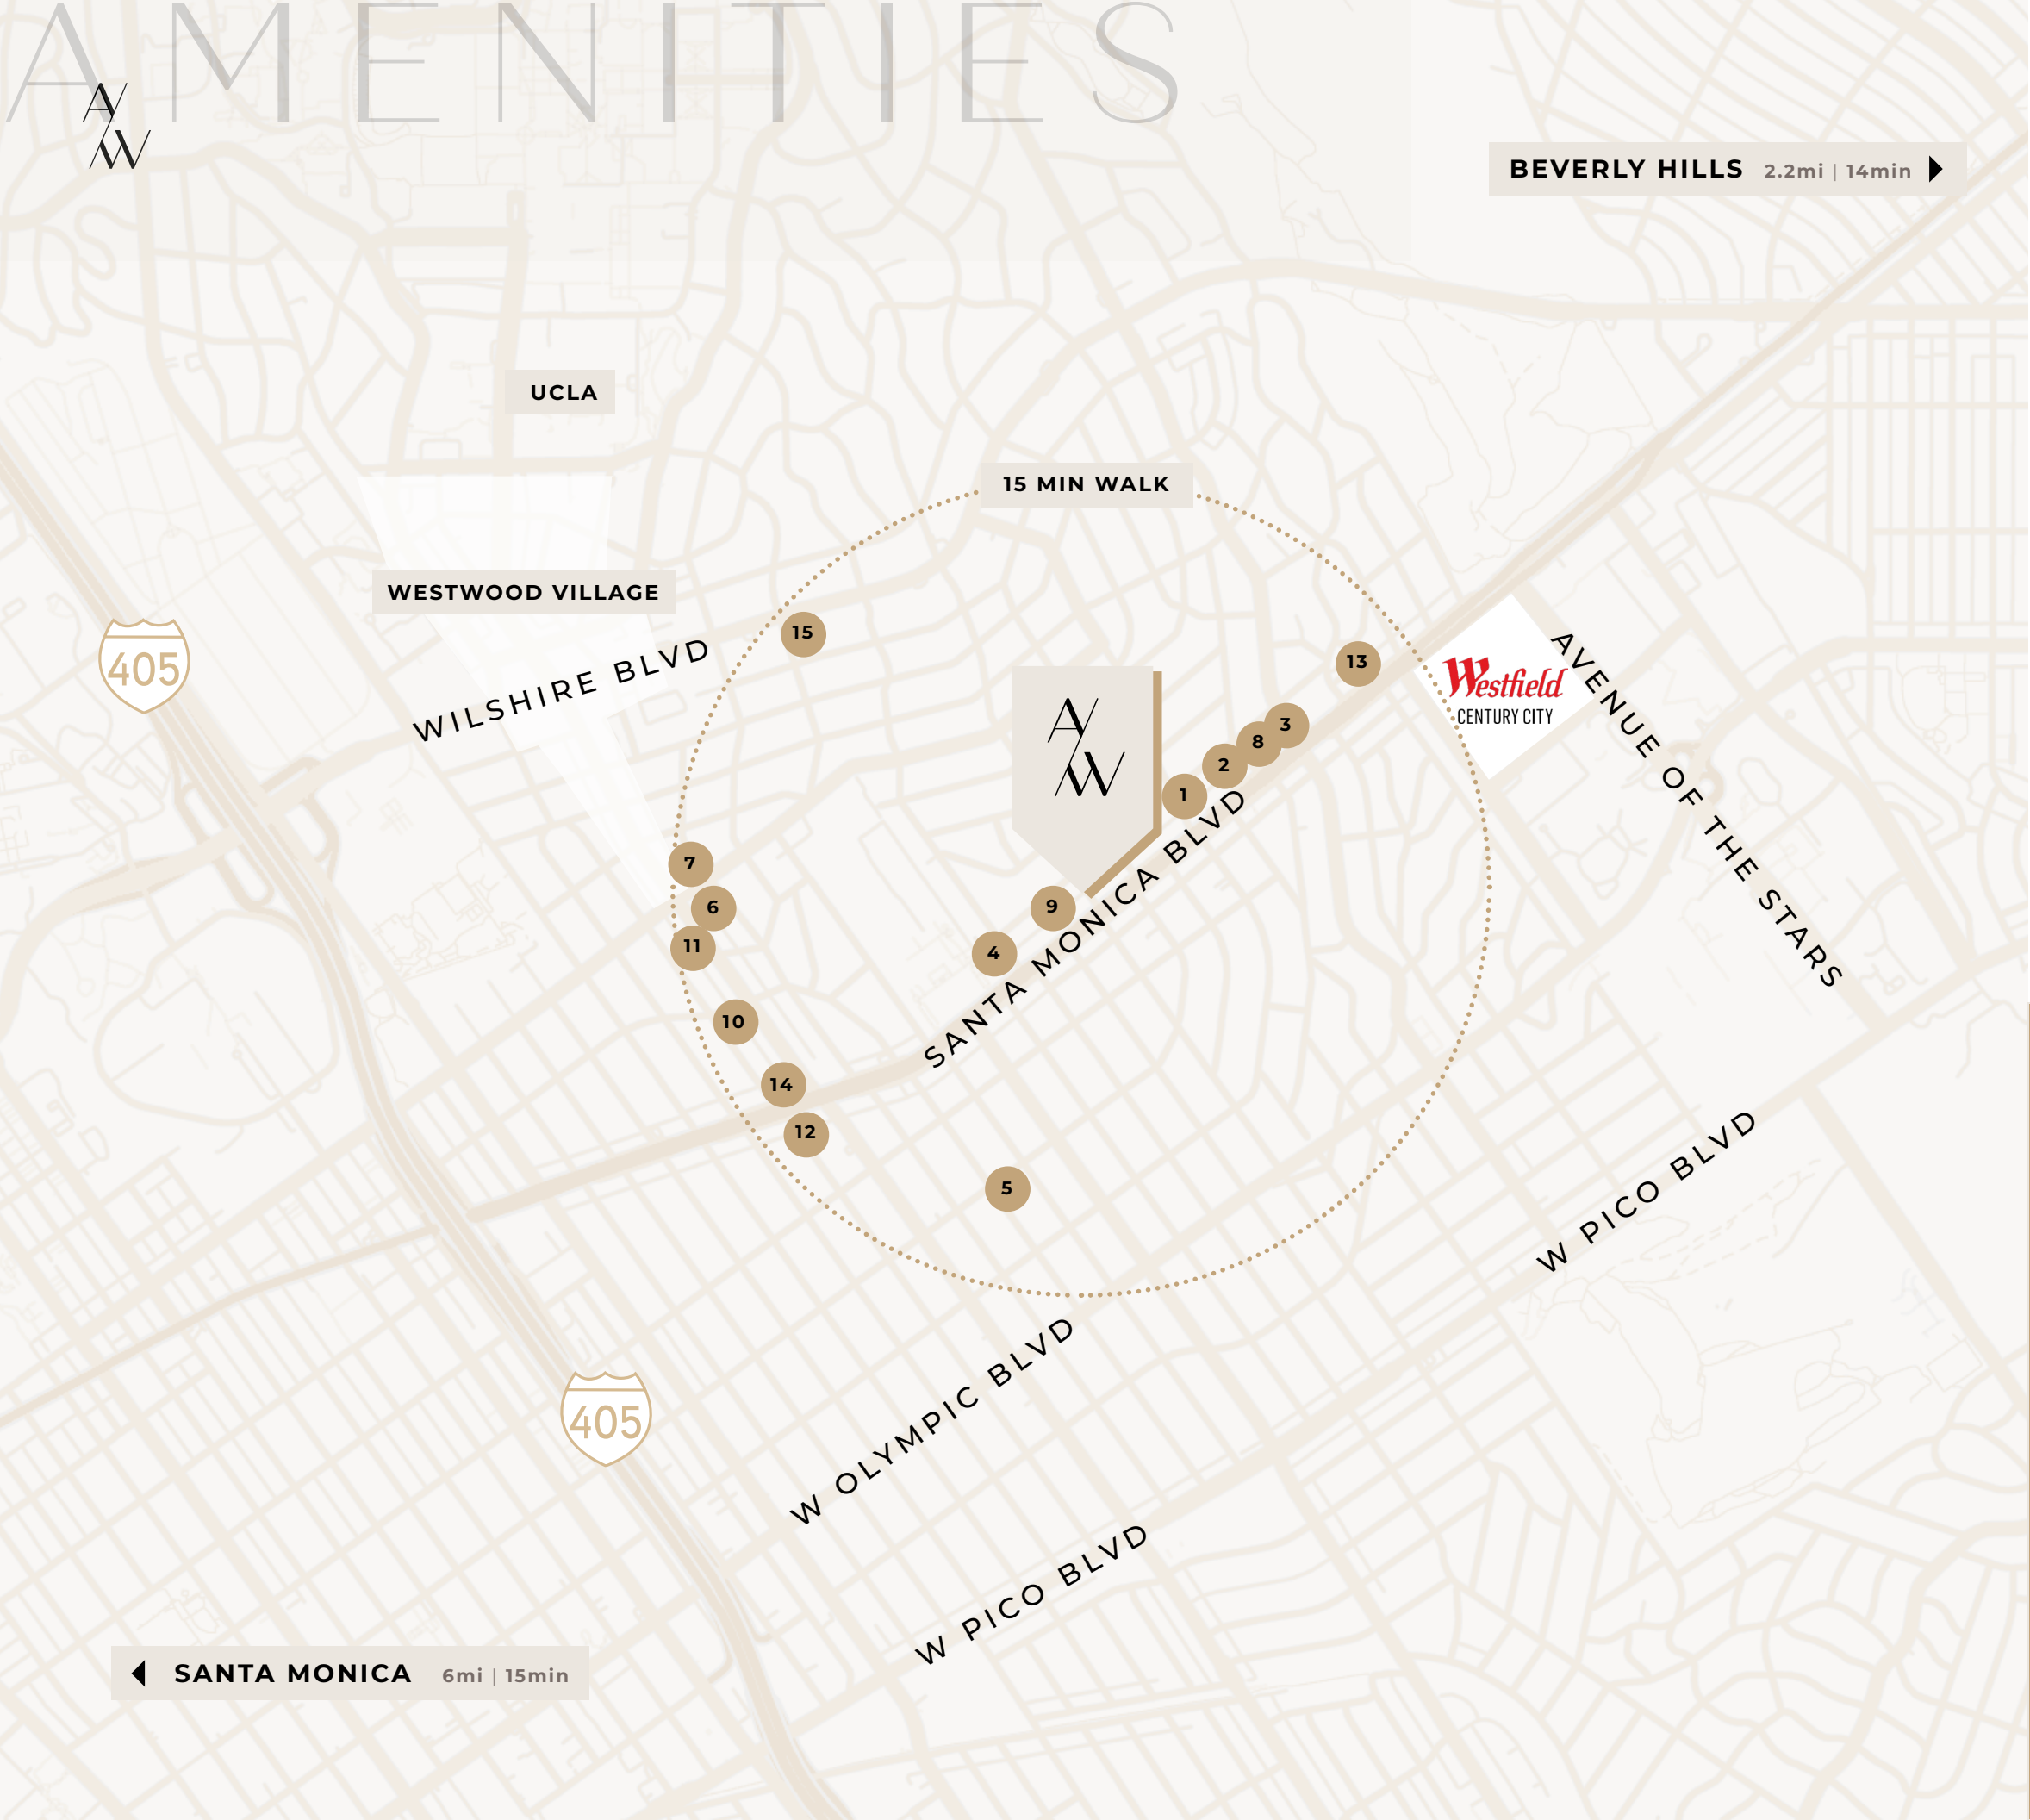 AMENITIES
AW
BEVERLY HILLS 2.2mi | 14min
UCLA
15 MIN WALK
WESTWOOD VILLAGE
WILSHIRE BLVD
405
15
13
Westfield
CENTURY CITY
AVENUE OF THE STARS
AW
3
8
2
1
7
6
11
9
4
SANTA MONICA BLVD
10
14
12
5
W PICO BLVD
W OLYMPIC BLVD
405
W PICO BLVD
SANTA MONICA 6mi | 15min